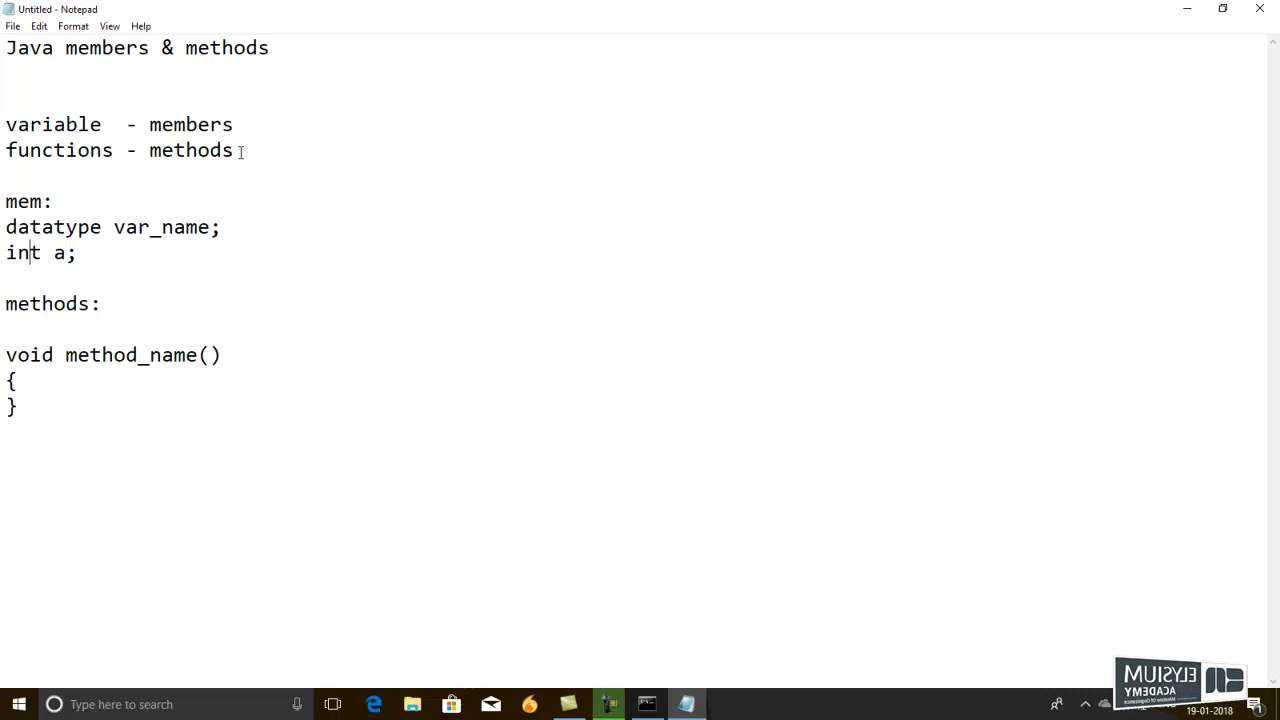 Untitled - Notepad
File Edit Format View Help
Java members & methods
variable - members
functions - methods
mem:
datatype var_name;
int a;
methods:
void method_name()
{
}
ELYSIUM
ACADEMY
Type here to search
19-01-2018
1